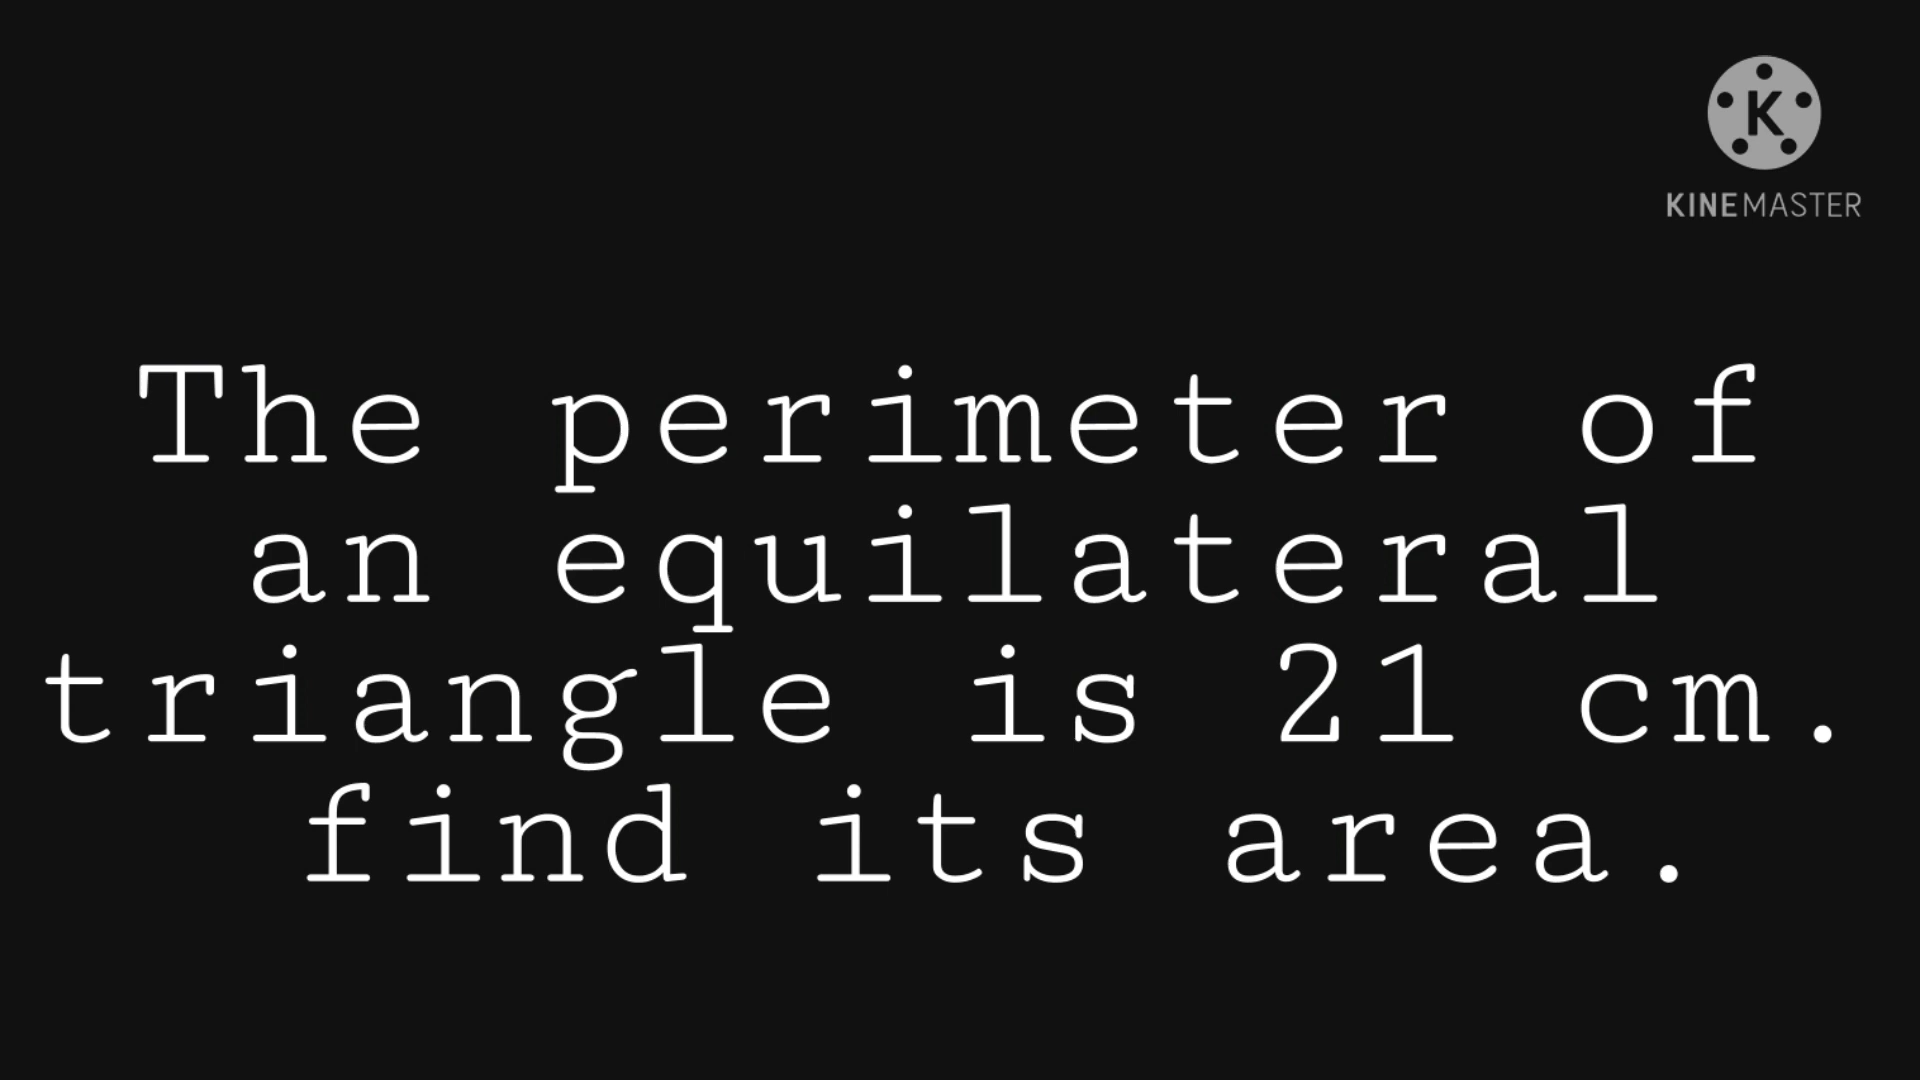 K
KINEMASTER
The perimeter of
an equilateral
triangle is 21 cm.
find its area.